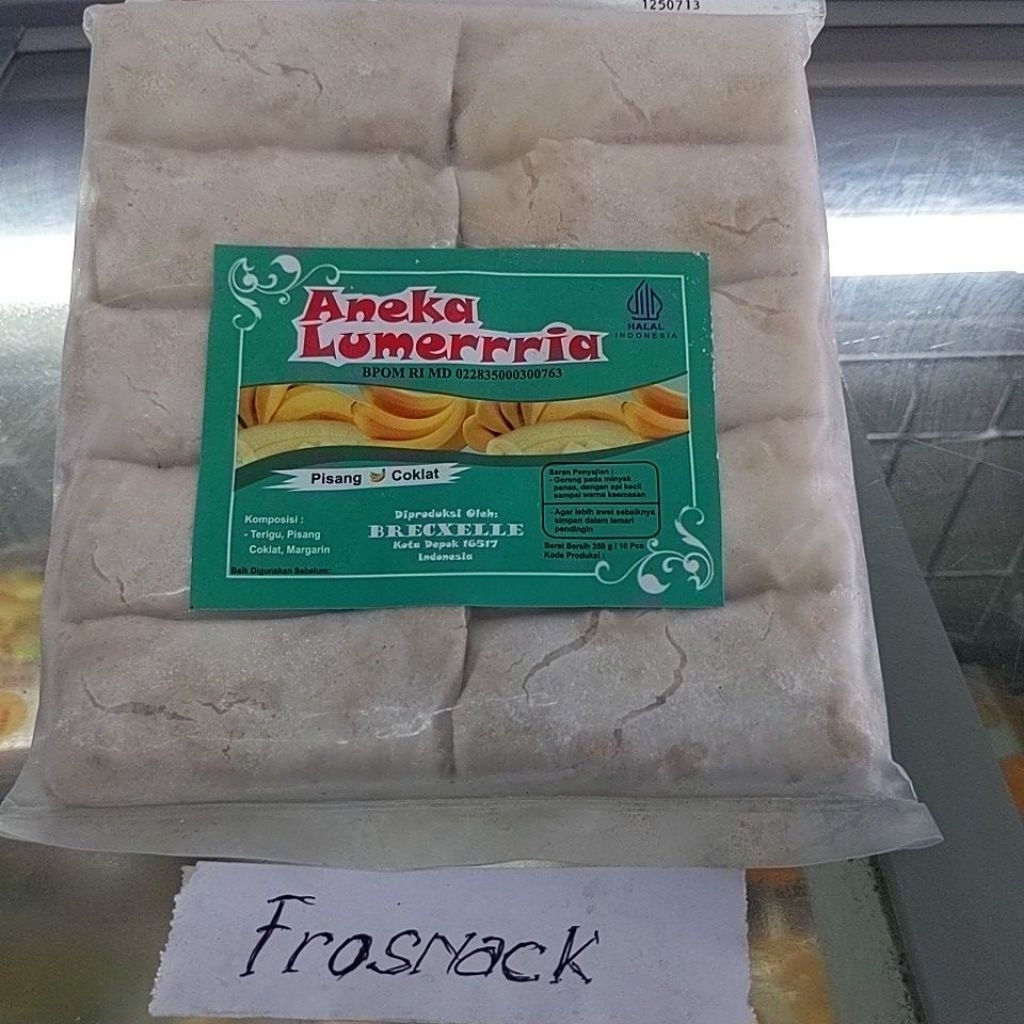 1250713
Aneka
Lumerrrria
HALAL
INDONESIA
BPOM RI MD 022835000300763
Pisang Coklat
Komposisi :
- Terigu, Pisang
Coklat, Margarin
Baik Digunakan Sebelum:
Diproduksi Oleh:
BRECXELLE
Kota Depok 16517
Indonesia
Saran Penyajian :
- Goreng pada minyak
panas, dengan api kecil
sampai warna keemasan
- Agar lebih awet sebaiknya
simpan dalam lemari
pendingin
Berat Bersih 350 g / 10 Pcs
Kode Produksi :
Frosnack